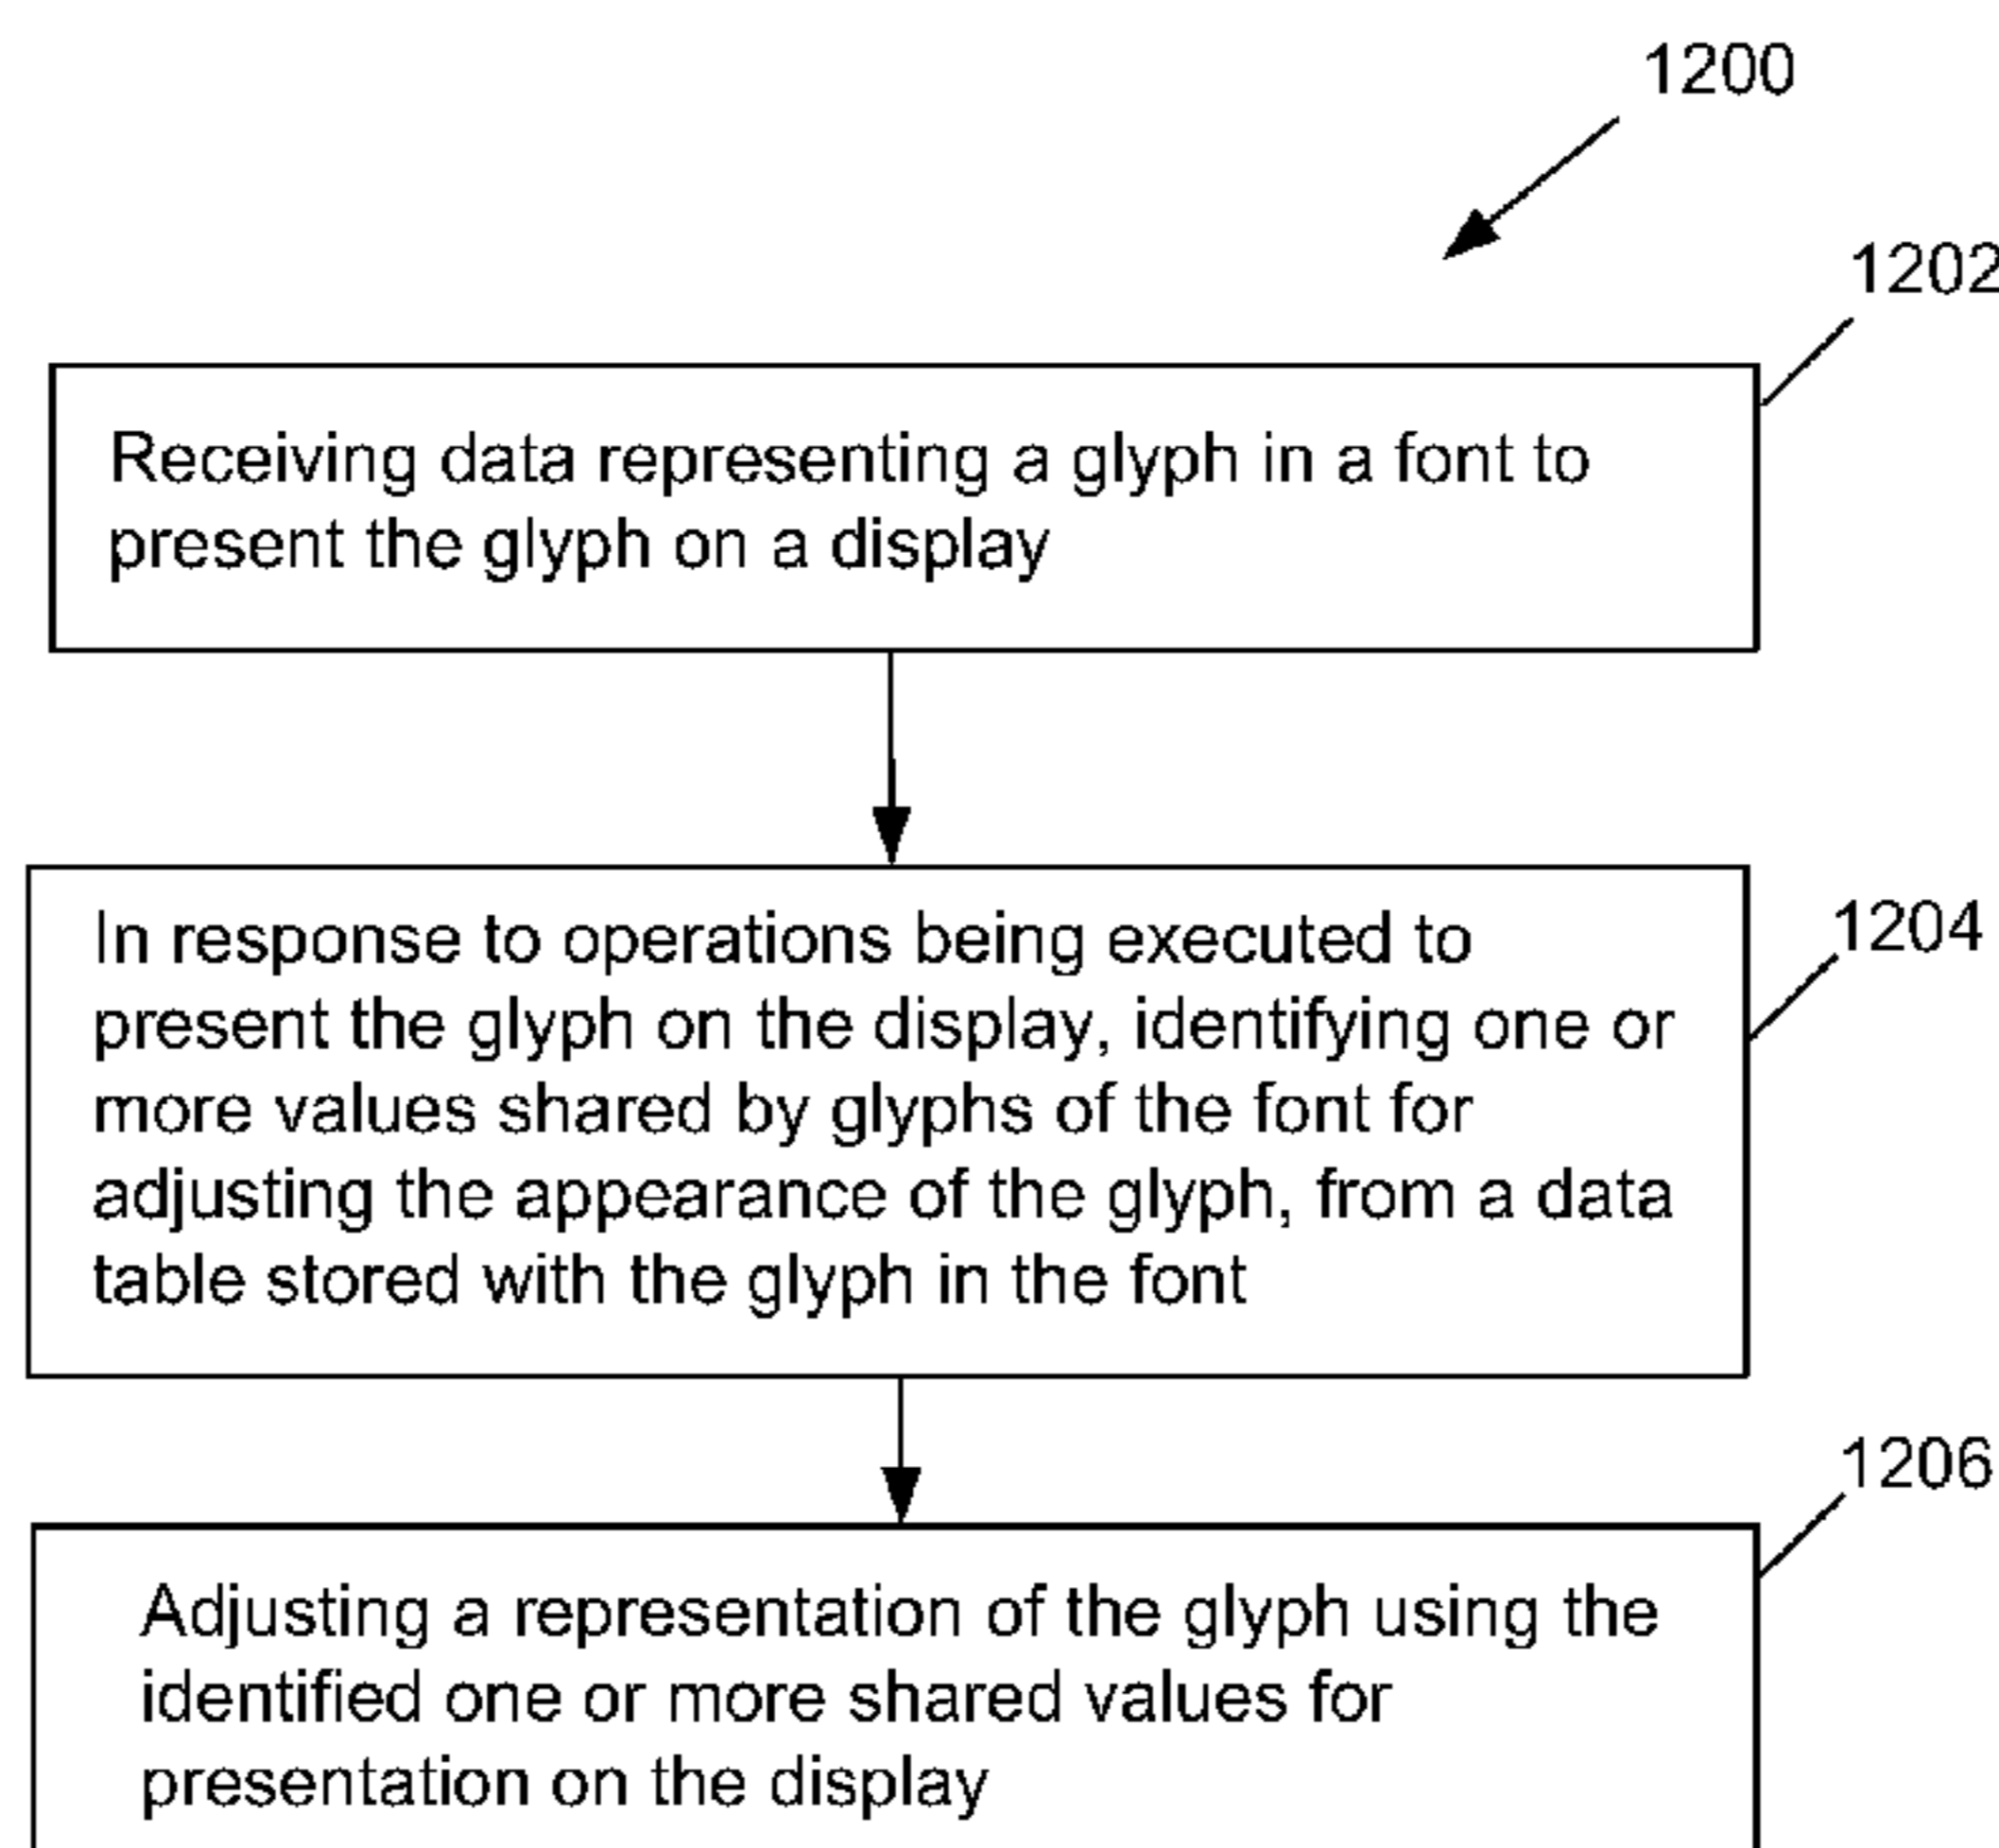 1200
1202
Receiving data representing a glyph in a font to
present the glyph on a display
1204
In response to operations being executed to
present the glyph on the display, identifying one or
more values shared by glyphs of the font for
adjusting the appearance of the glyph, from a data
table stored with the glyph in the font
1206
Adjusting a representation of the glyph using the
identified one or more shared values for
presentation on the display